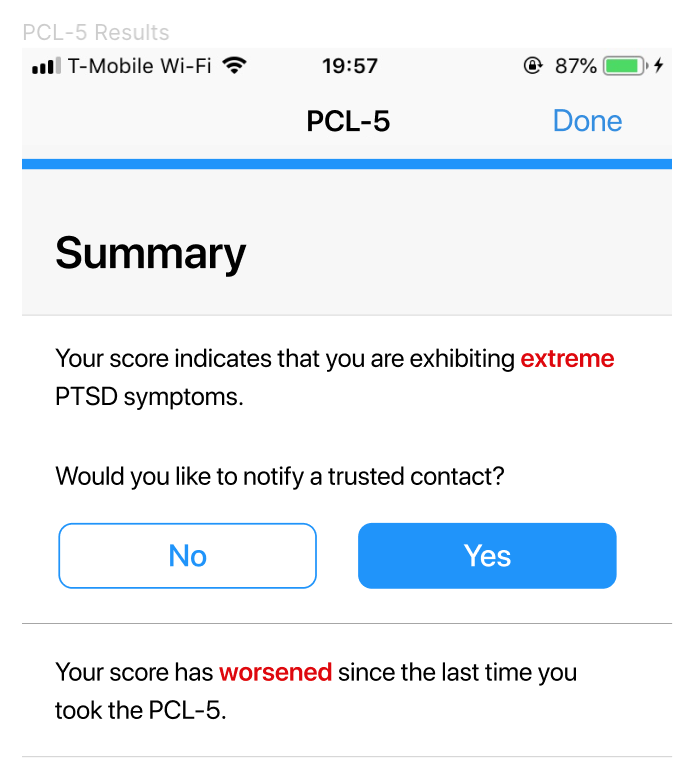 PCL-5 Results
T-Mobile Wi-Fi 19:57 87%
PCL-5 Done
Summary
Your score indicates that you are exhibiting extreme
PTSD symptoms.
Would you like to notify a trusted contact?
No Yes
Your score has worsened since the last time you
took the PCL-5.